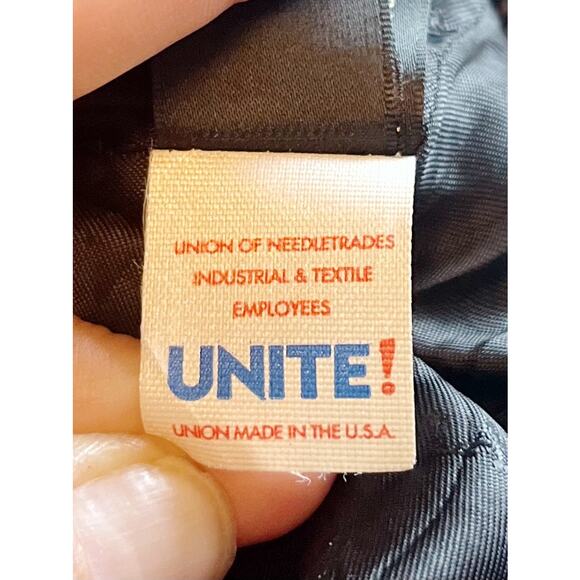 UNION OF NEEDLETRADES
INDUSTRIAL & TEXTILE
EMPLOYEES
UNITE!
UNION MADE IN THE U.S.A.